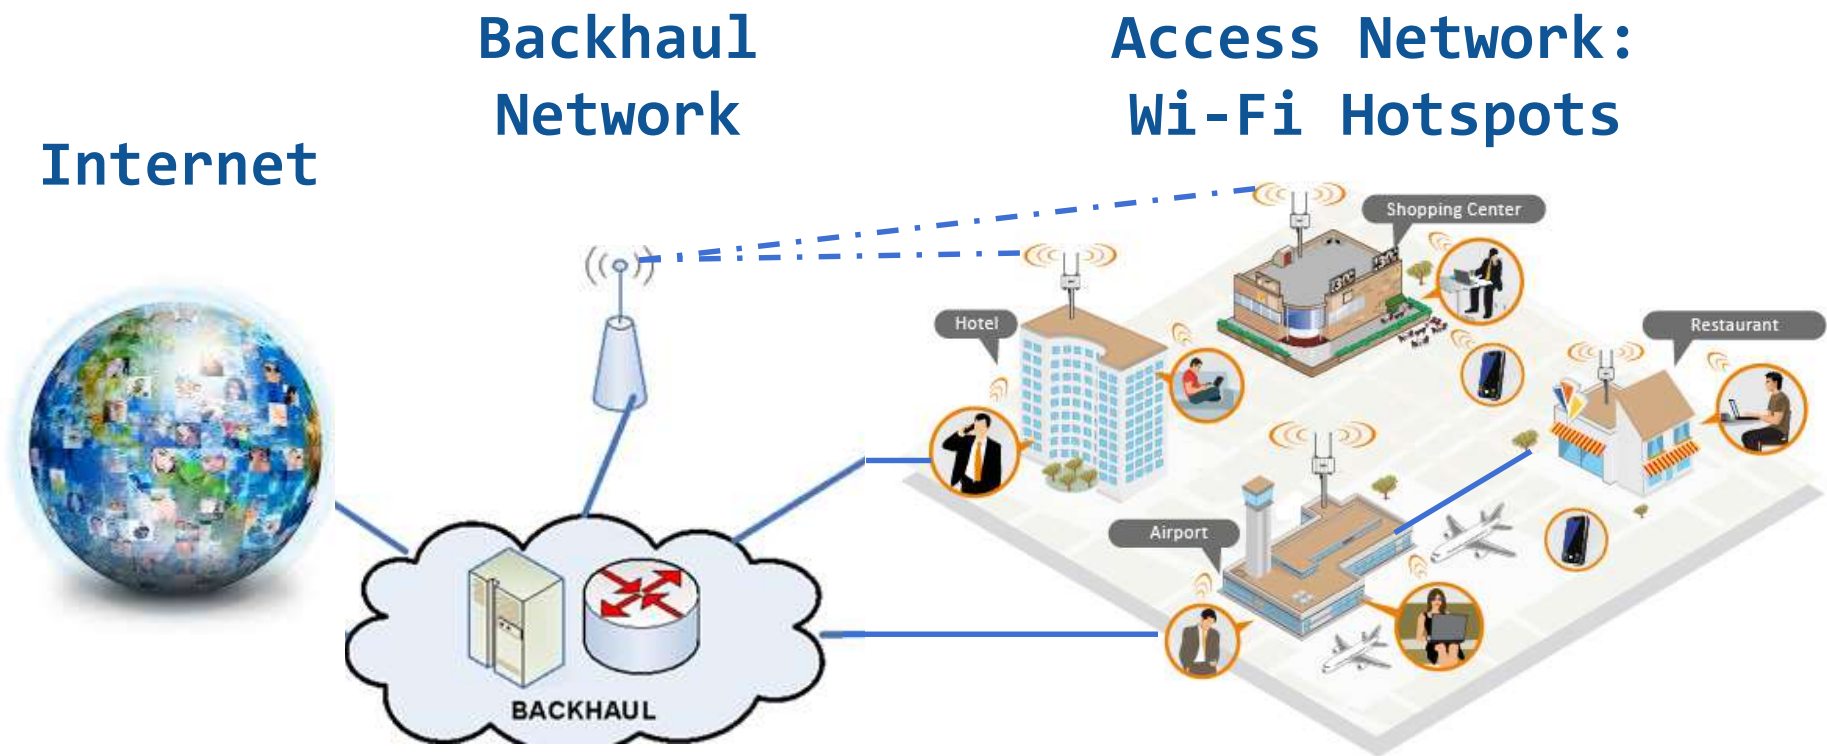 Backhaul
Network
Access Network:
Wi-Fi Hotspots
Internet
Shopping Center
Hotel
Restaurant
Airport
BACKHAUL